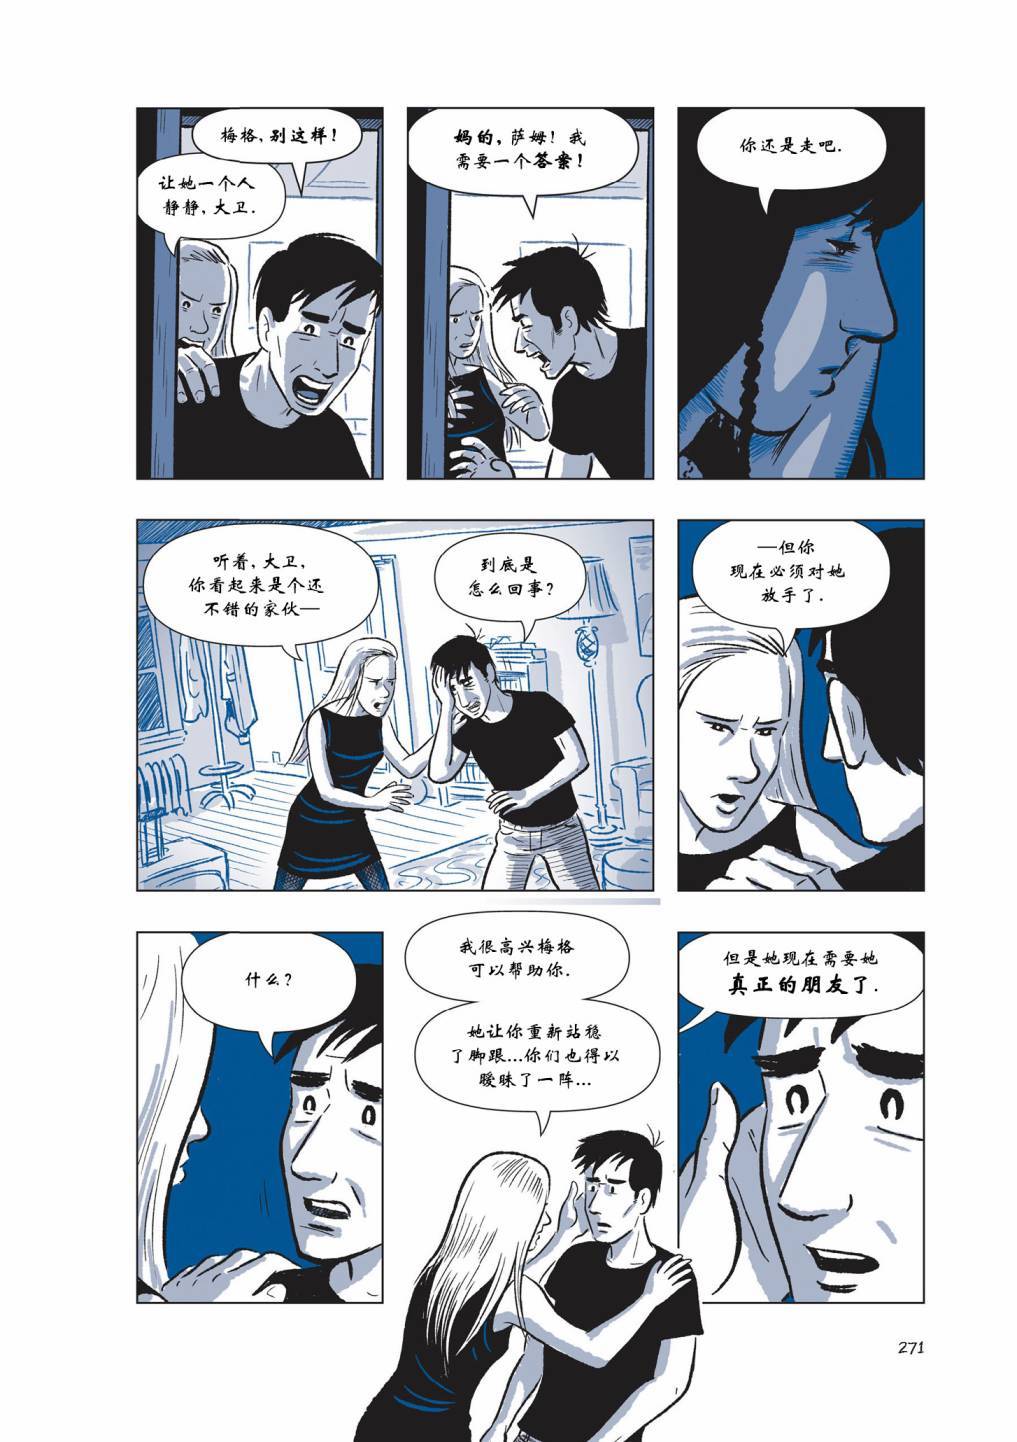 梅格，别这样！
让她一个人
静静，大卫．
妈的，萨姆！我
需要一个答案！
你还是走吧．
听着，大卫，
你看起来是个还
不错的家伙—
到底是
怎么回事？
—但你
现在必须对她
放手了．
什么？
我很高兴梅格
可以帮助你．
她让你重新站稳
了脚跟…你们也得以
暧昧了一阵…
但是她现在需要她
真正的朋友了．
271